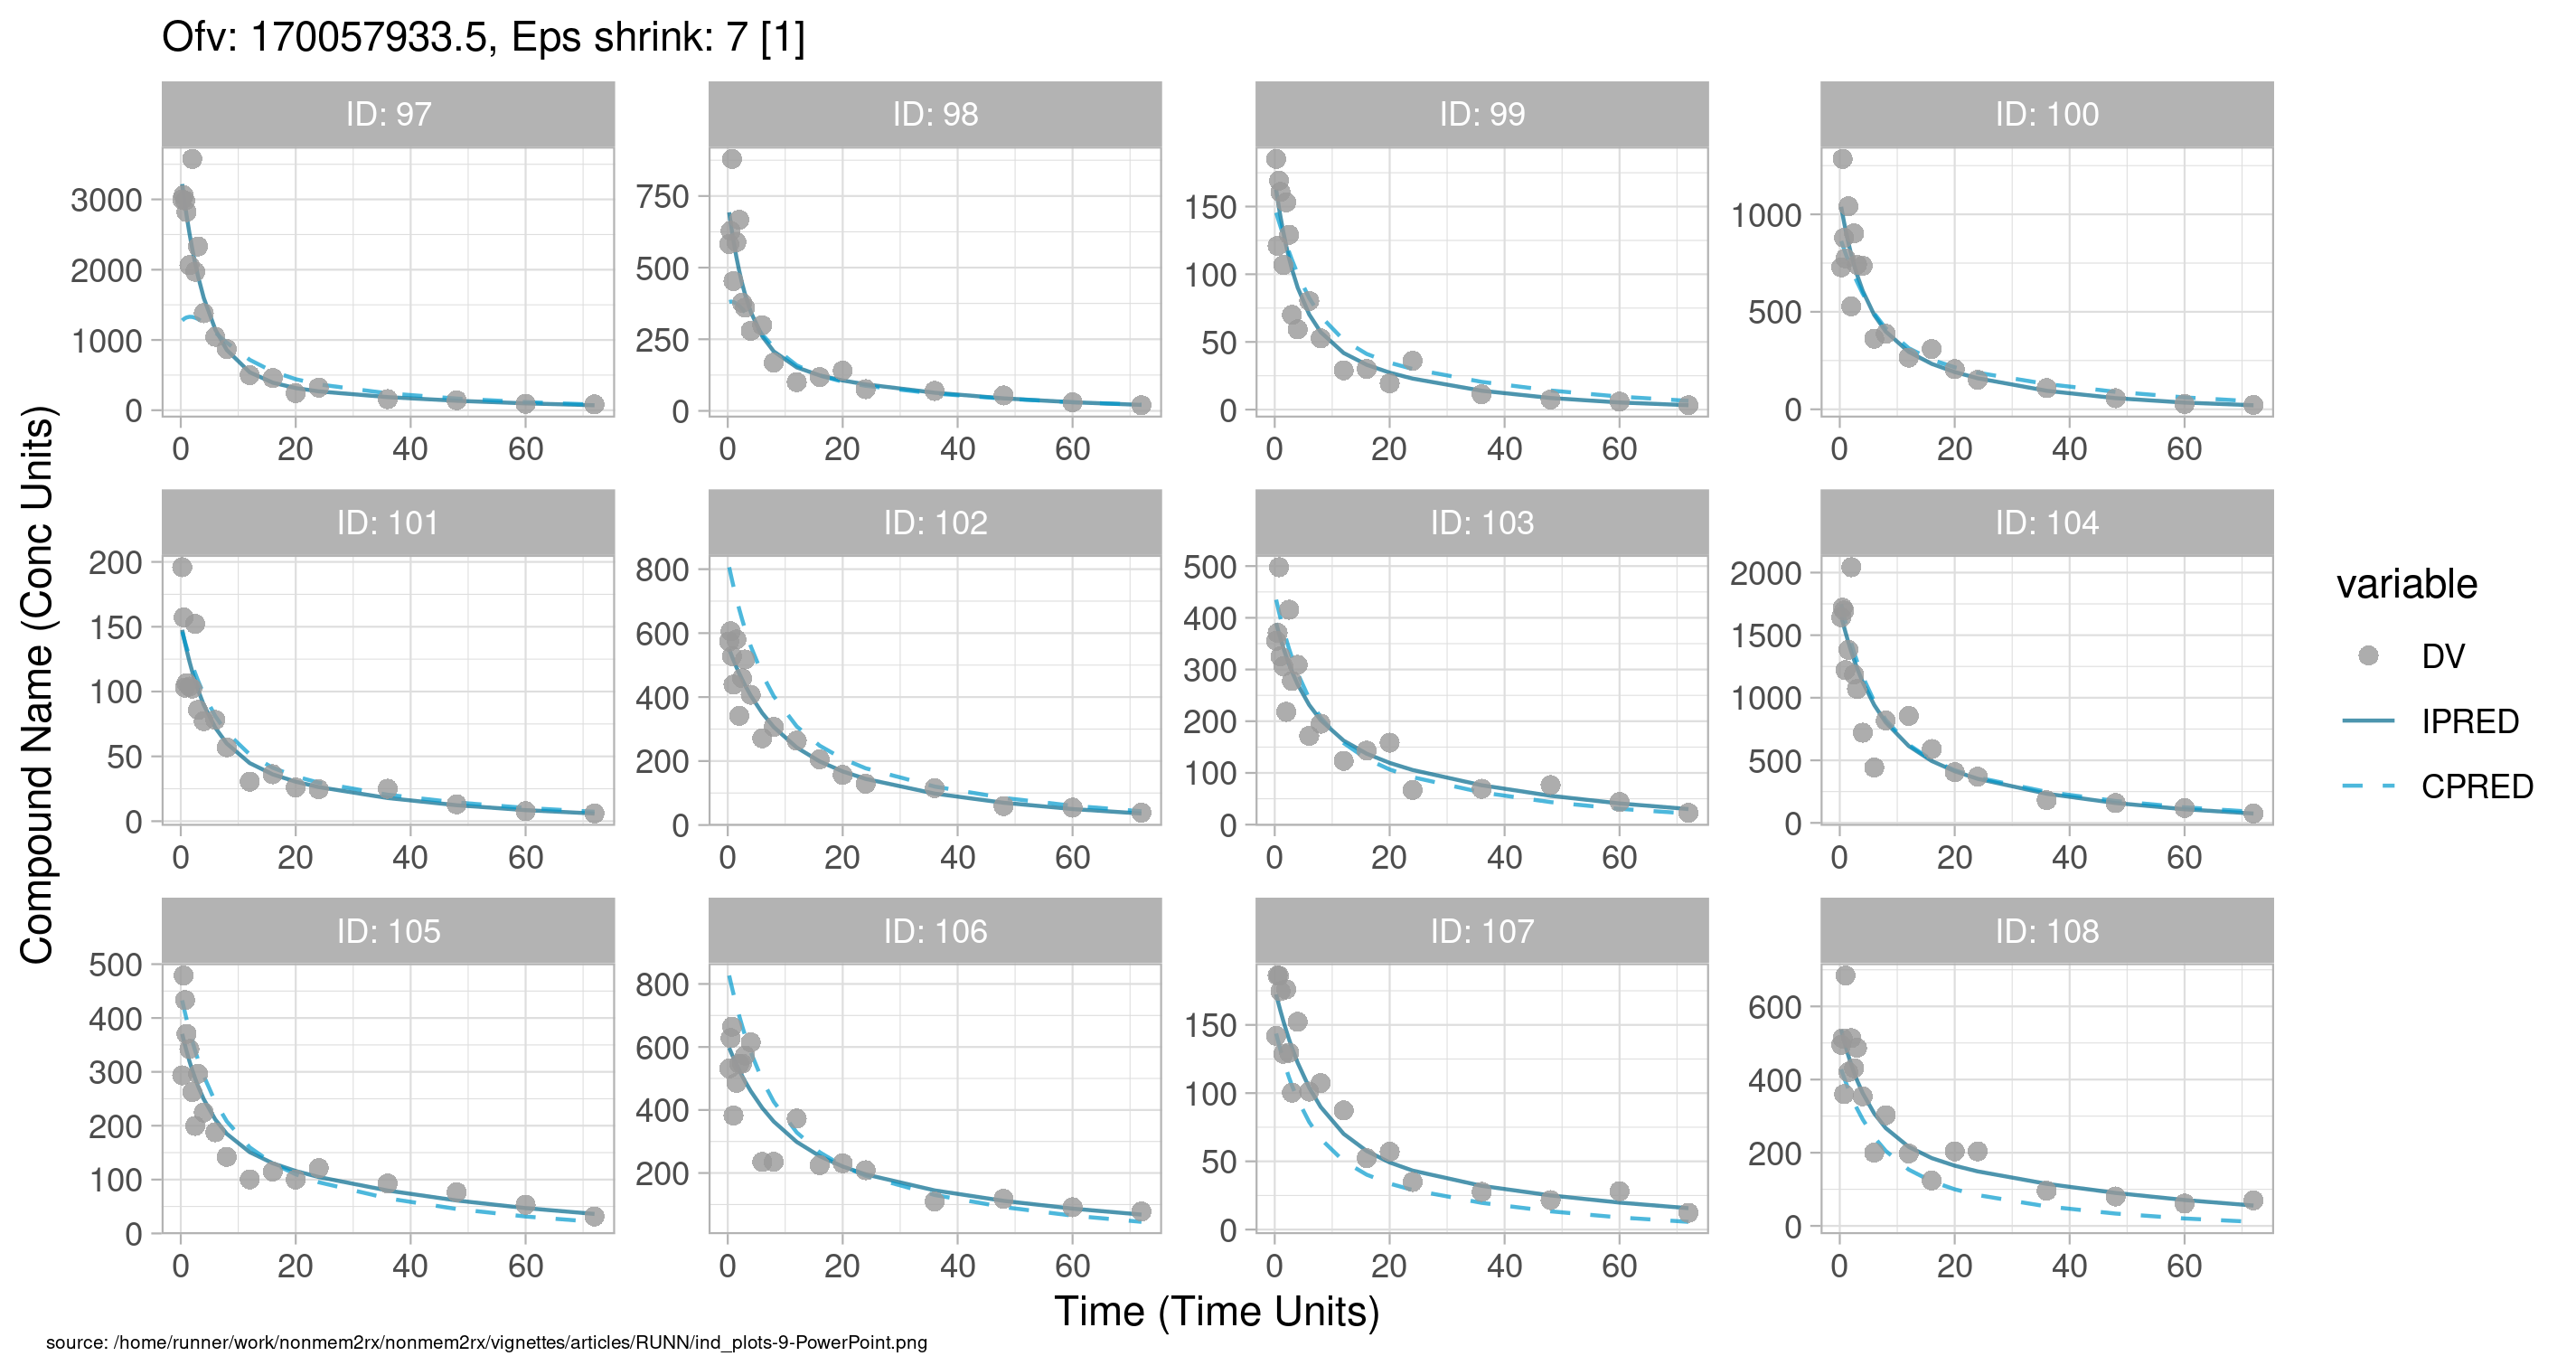 Ofv: 170057933.5, Eps shrink: 7 [1]
ID: 97
ID: 98
ID: 99
ID: 100
3000
2000
1000
0
750
500
250
0
150
100
50
0
1000
500
0
0 20 40 60
0 20 40 60
0 20 40 60
0 20 40 60
ID: 101
ID: 102
ID: 103
ID: 104
200
150
100
50
0
800
600
400
200
0
500
400
300
200
100
0
2000
1500
1000
500
0
0 20 40 60
0 20 40 60
0 20 40 60
0 20 40 60
ID: 105
ID: 106
ID: 107
ID: 108
500
400
300
200
100
0
800
600
400
200
150
100
50
0
600
400
200
0
0 20 40 60
0 20 40 60
0 20 40 60
0 20 40 60
Compound Name (Conc Units)
Time (Time Units)
variable
DV
IPRED
CPRED
source: /home/runner/work/nonmem2rx/nonmem2rx/vignettes/articles/RUNN/ind_plots-9-PowerPoint.png